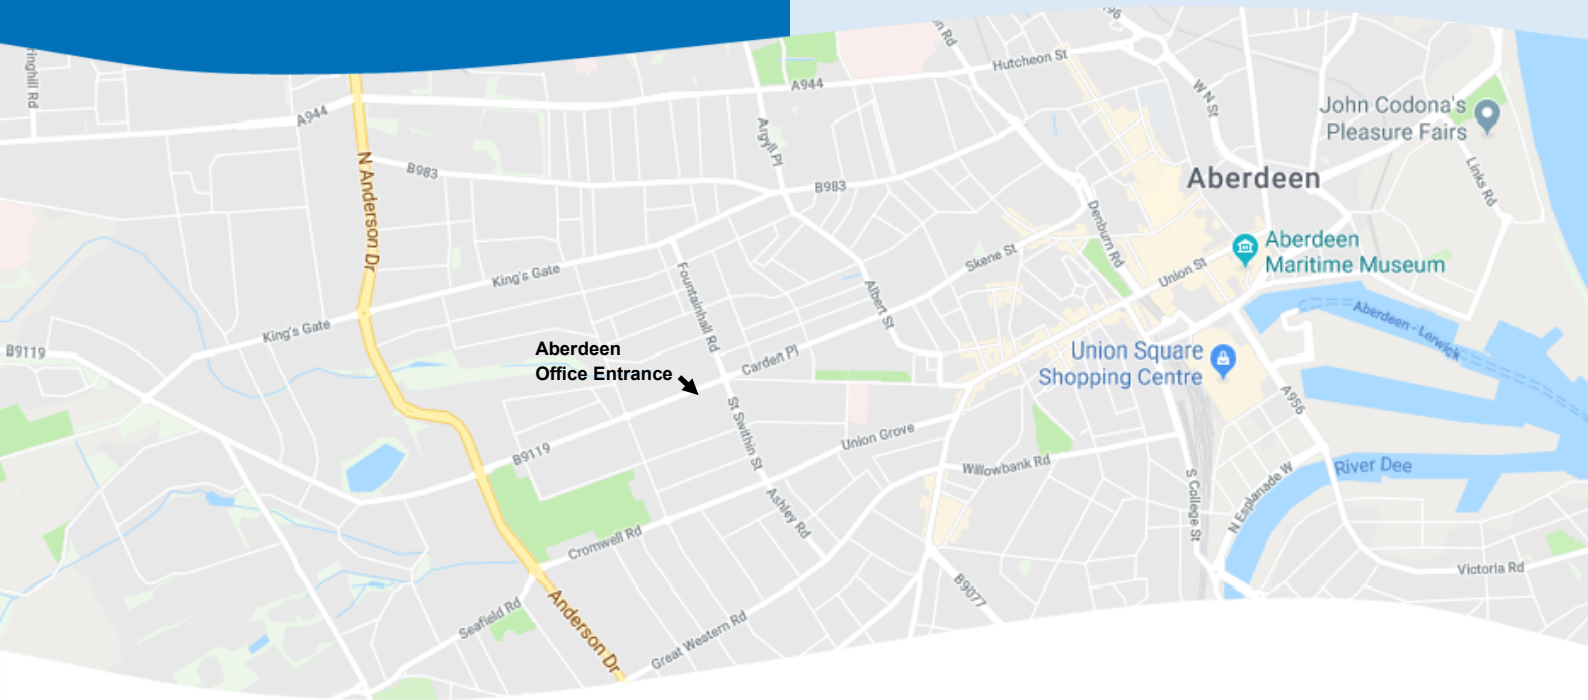 Hutcheon St
A944
W N St
John Codona's
Pleasure Fairs
A944
Argyll Pl
N Anderson Dr
B983
B983
Aberdeen
Links Rd
Denburn Rd
Aberdeen
Maritime Museum
Skene St
Union St
King's Gate
Fountainhall Rd
Albert St
King's Gate
Aberdeen - Lerwick
B9119
Aberdeen
Office Entrance
Carden Pl
Union Square
Shopping Centre
A956
St Swithin St
Union Grove
B9119
Willowbank Rd
River Dee
S College St
N Esplanade W
Ashley Rd
Cromwell Rd
Victoria Rd
B9077
Seafield Rd
Anderson Dr
Great Western Rd